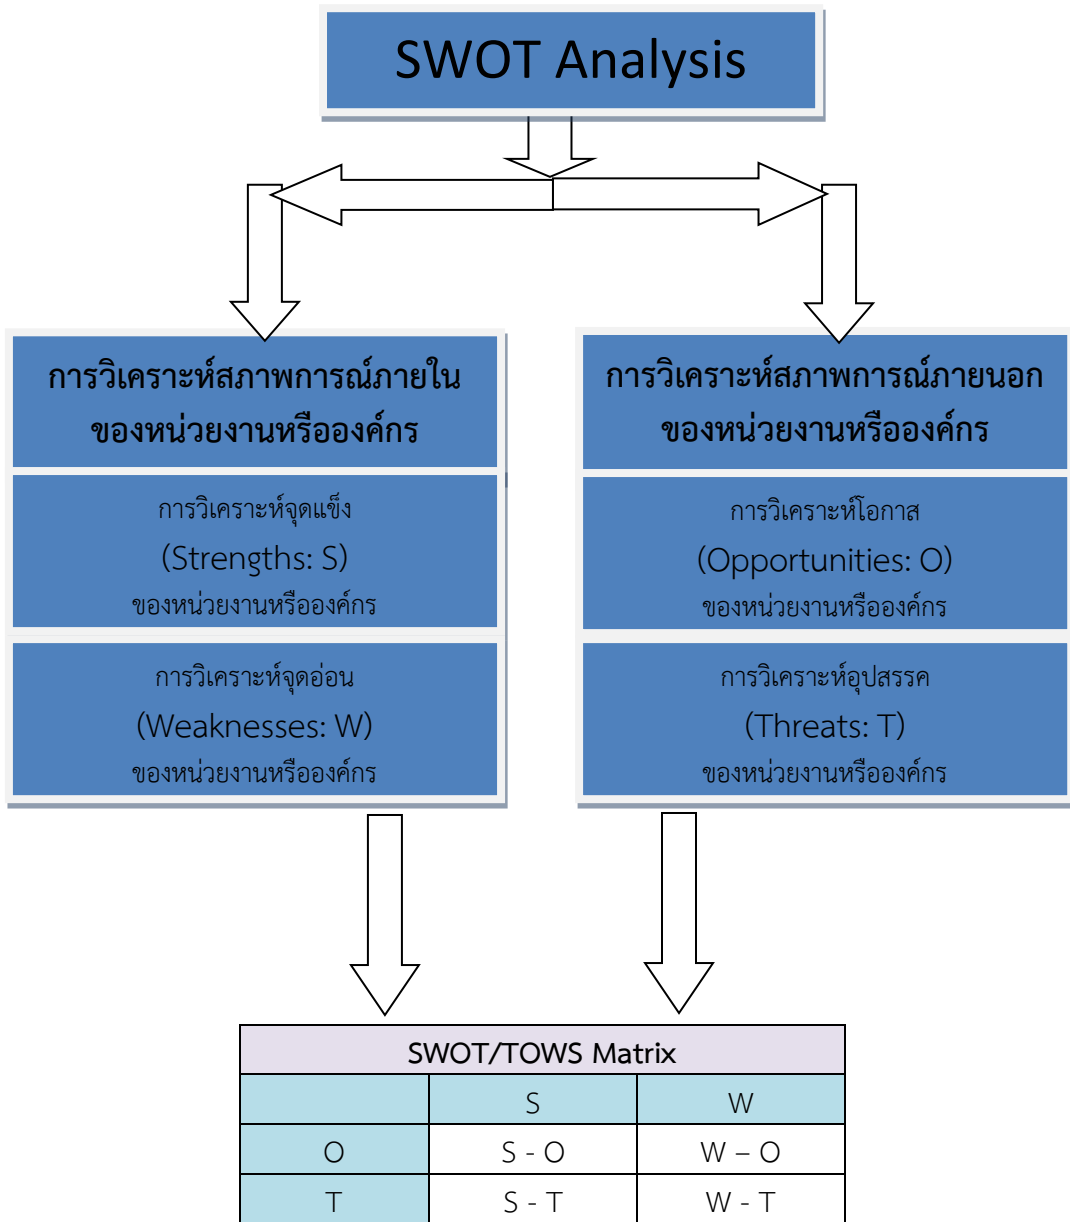 SWOT Analysis
การวิเคราะห์สภาพการณ์ภายใน
ของหน่วยงานหรือองค์กร
การวิเคราะห์จุดแข็ง
(Strengths: S)
ของหน่วยงานหรือองค์กร
การวิเคราะห์จุดอ่อน
(Weaknesses: W)
ของหน่วยงานหรือองค์กร
การวิเคราะห์สภาพการณ์ภายนอก
ของหน่วยงานหรือองค์กร
การวิเคราะห์โอกาส
(Opportunities: O)
ของหน่วยงานหรือองค์กร
การวิเคราะห์อุปสรรค
(Threats: T)
ของหน่วยงานหรือองค์กร
SWOT/TOWS Matrix
S W
O S - O W – O
T S - T W - T